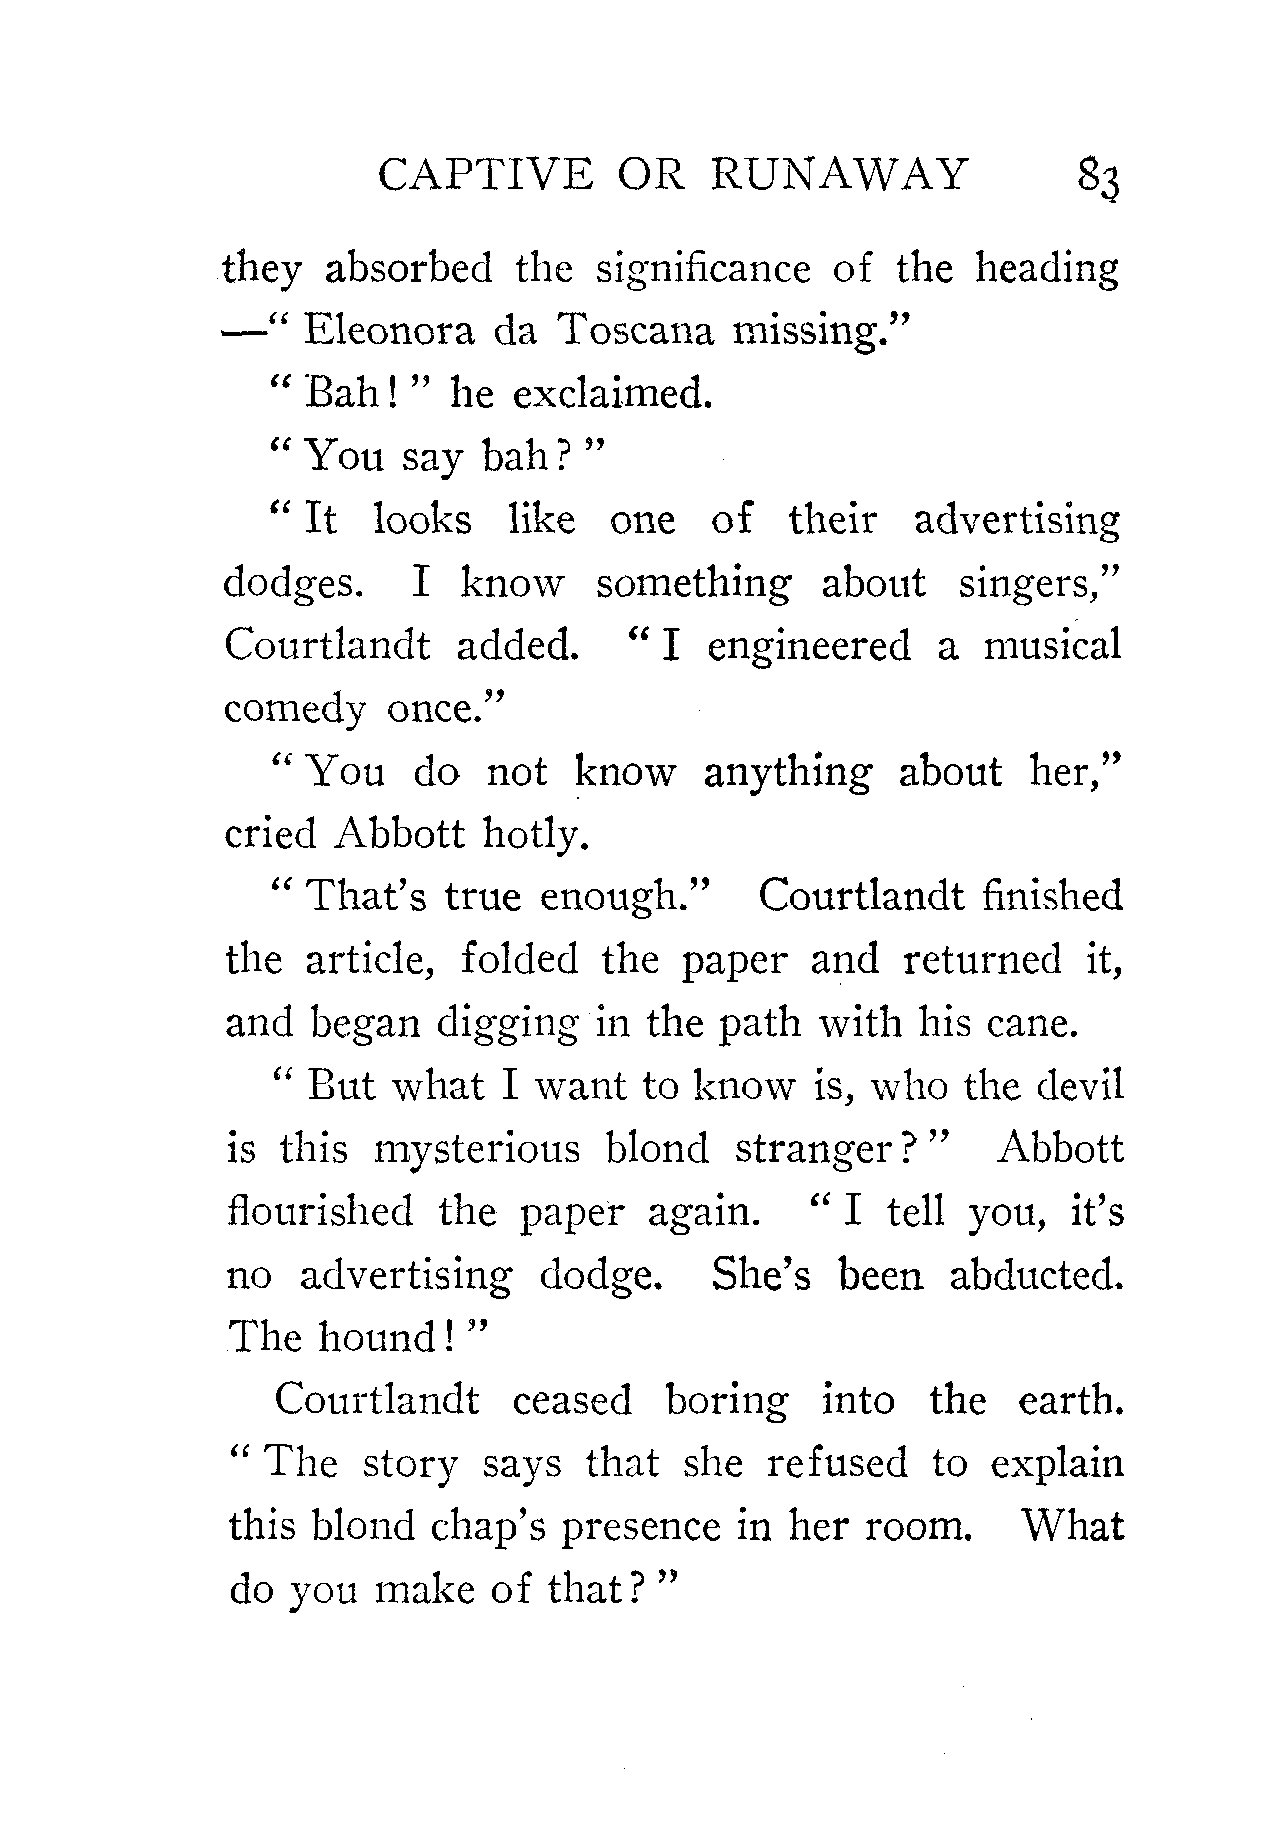 CAPTIVE OR RUNAWAY 83
they absorbed the significance of the heading
—“ Eleonora da Toscana missing.”
“ Bah ! ” he exclaimed.
“ You say bah ? ”
“ It looks like one of their advertising
dodges. I know something about singers,”
Courtlandt added. “ I engineered a musical
comedy once.”
“ You do not know anything about her,”
cried Abbott hotly.
“ That’s true enough.” Courtlandt finished
the article, folded the paper and returned it,
and began digging in the path with his cane.
“ But what I want to know is, who the devil
is this mysterious blond stranger ? ” Abbott
flourished the paper again. “ I tell you, it’s
no advertising dodge. She’s been abducted.
The hound ! ”
Courtlandt ceased boring into the earth.
“ The story says that she refused to explain
this blond chap’s presence in her room. What
do you make of that ? ”